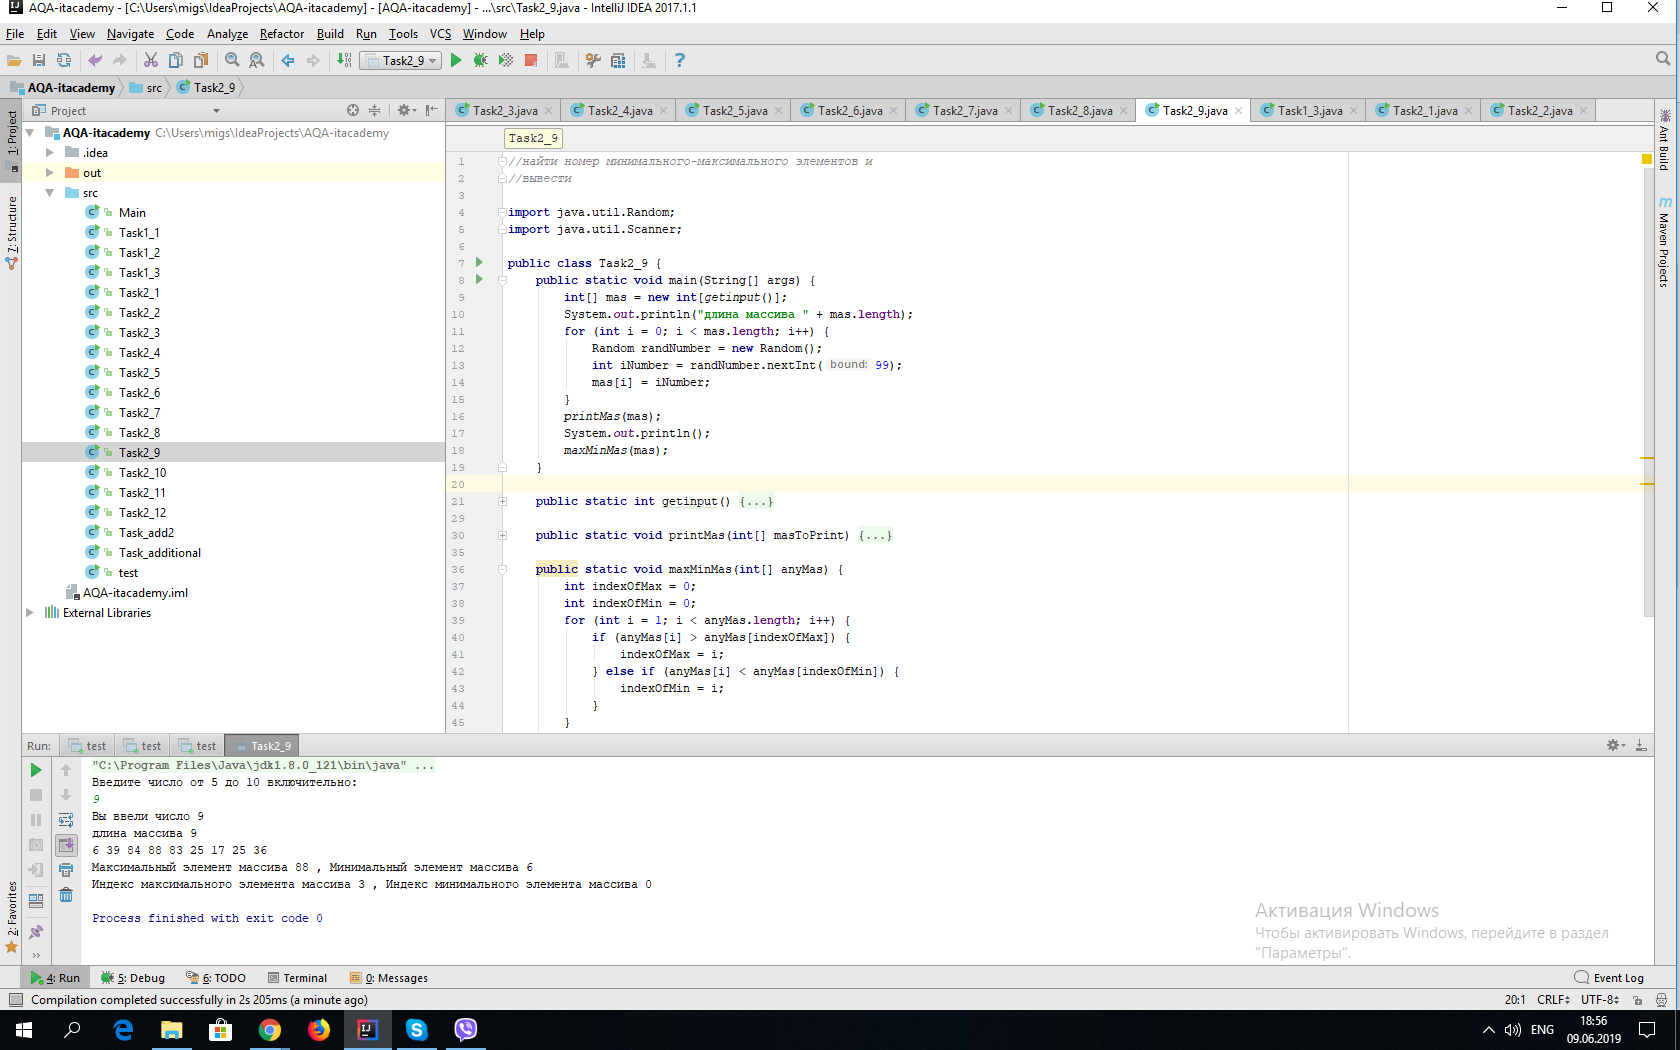 AQA-itacademy - [C:\Users\migs\IdeaProjects\AQA-itacademy] - [AQA-itacademy] - ...\src\Task2_9.java - IntelliJ IDEA 2017.1.1
File Edit View Navigate Code Analyze Refactor Build Run Tools VCS Window Help
Task2_9
AQA-itacademy src Task2_9
Project
Task2_3.java Task2_4.java Task2_5.java Task2_6.java Task2_7.java Task2_8.java Task2_9.java Task1_3.java Task2_1.java Task2_2.java
1: Project
7: Structure
2: Favorites
Ant Build
Maven Projects
AQA-itacademy C:\Users\migs\IdeaProjects\AQA-itacademy
.idea
out
src
Main
Task1_1
Task1_2
Task1_3
Task2_1
Task2_2
Task2_3
Task2_4
Task2_5
Task2_6
Task2_7
Task2_8
Task2_9
Task2_10
Task2_11
Task2_12
Task_add2
Task_additional
test
AQA-itacademy.iml
External Libraries
Task2_9
1 //найти номер минимального-максимального элементов и
2 //вывести
3
4 import java.util.Random;
5 import java.util.Scanner;
6
7 public class Task2_9 {
8 public static void main(String[] args) {
9 int[] mas = new int[getinput()];
10 System.out.println("длина массива " + mas.length);
11 for (int i = 0; i < mas.length; i++) {
12 Random randNumber = new Random();
13 int iNumber = randNumber.nextInt( bound: 99);
14 mas[i] = iNumber;
15 }
16 printMas(mas);
17 System.out.println();
18 maxMinMas(mas);
19 }
20
21 public static int getinput() {...}
29
30 public static void printMas(int[] masToPrint) {...}
35
36 public static void maxMinMas(int[] anyMas) {
37 int indexOfMax = 0;
38 int indexOfMin = 0;
39 for (int i = 1; i < anyMas.length; i++) {
40 if (anyMas[i] > anyMas[indexOfMax]) {
41 indexOfMax = i;
42 } else if (anyMas[i] < anyMas[indexOfMin]) {
43 indexOfMin = i;
44 }
45 }
Run: test test test Task2_9
"C:\Program Files\Java\jdk1.8.0_121\bin\java" ...
Введите число от 5 до 10 включительно:
9
Вы ввели число 9
длина массива 9
6 39 84 88 83 25 17 25 36
Максимальный элемент массива 88 , Минимальный элемент массива 6
Индекс максимального элемента массива 3 , Индекс минимального элемента массива 0
Process finished with exit code 0
Активация Windows
Чтобы активировать Windows, перейдите в раздел
"Параметры".
4: Run 5: Debug 6: TODO Terminal 0: Messages Event Log
Compilation completed successfully in 2s 205ms (a minute ago) 20:1 CRLF UTF-8
ENG 18:56
09.06.2019